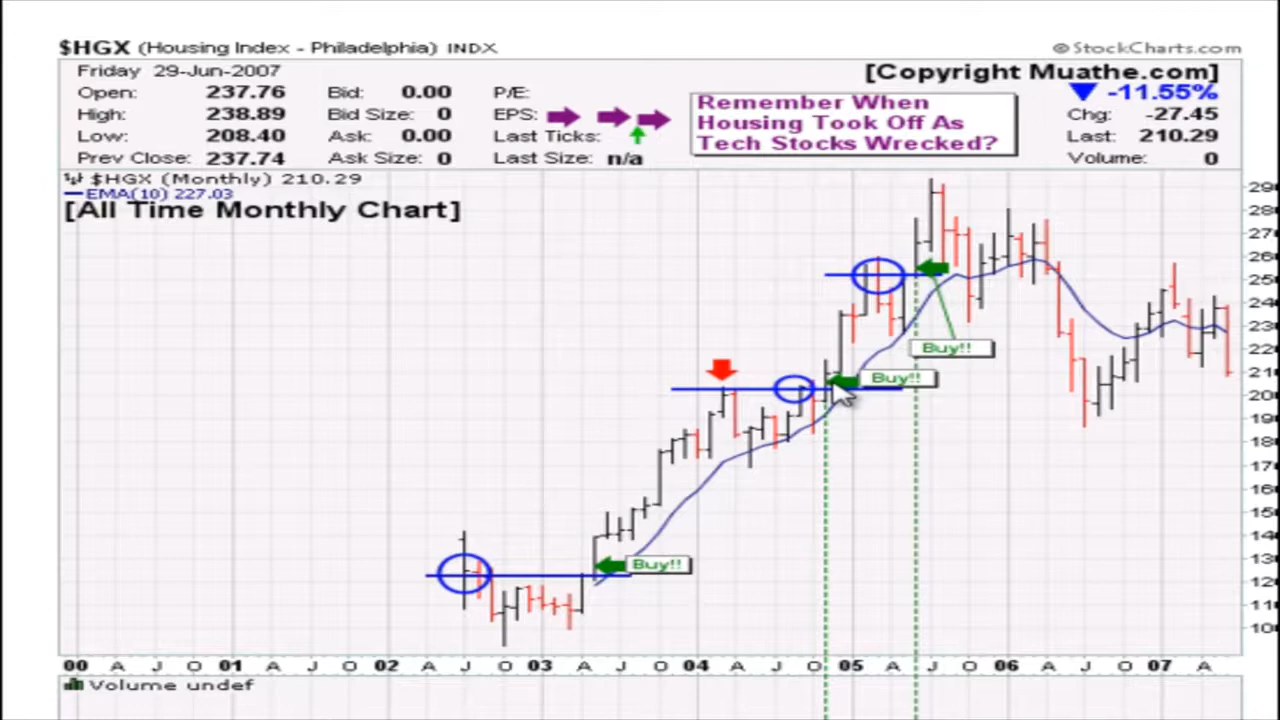 $HGX (Housing Index - Philadelphia) INDX
©StockCharts.com
Friday 29-Jun-2007
[Copyright Muathe.com]
Open: 237.76 Bid: 0.00 P/E:
-11.55%
High: 238.89 Bid Size: 0 EPS:
Chg: -27.45
Low: 208.40 Ask: 0.00 Last Ticks:
Last: 210.29
Prev Close: 237.74 Ask Size: 0 Last Size: n/a
Volume: 0
Remember When
Housing Took Off As
Tech Stocks Wrecked?
$HGX (Monthly) 210.29
EMA(10) 227.03
[All Time Monthly Chart]
Buy!!
Buy!!
Buy!!
00 A J O 01 A J O 02 A J O 03 A J O 04 A J O 05 A J O 06 A J O 07 A
Volume undef